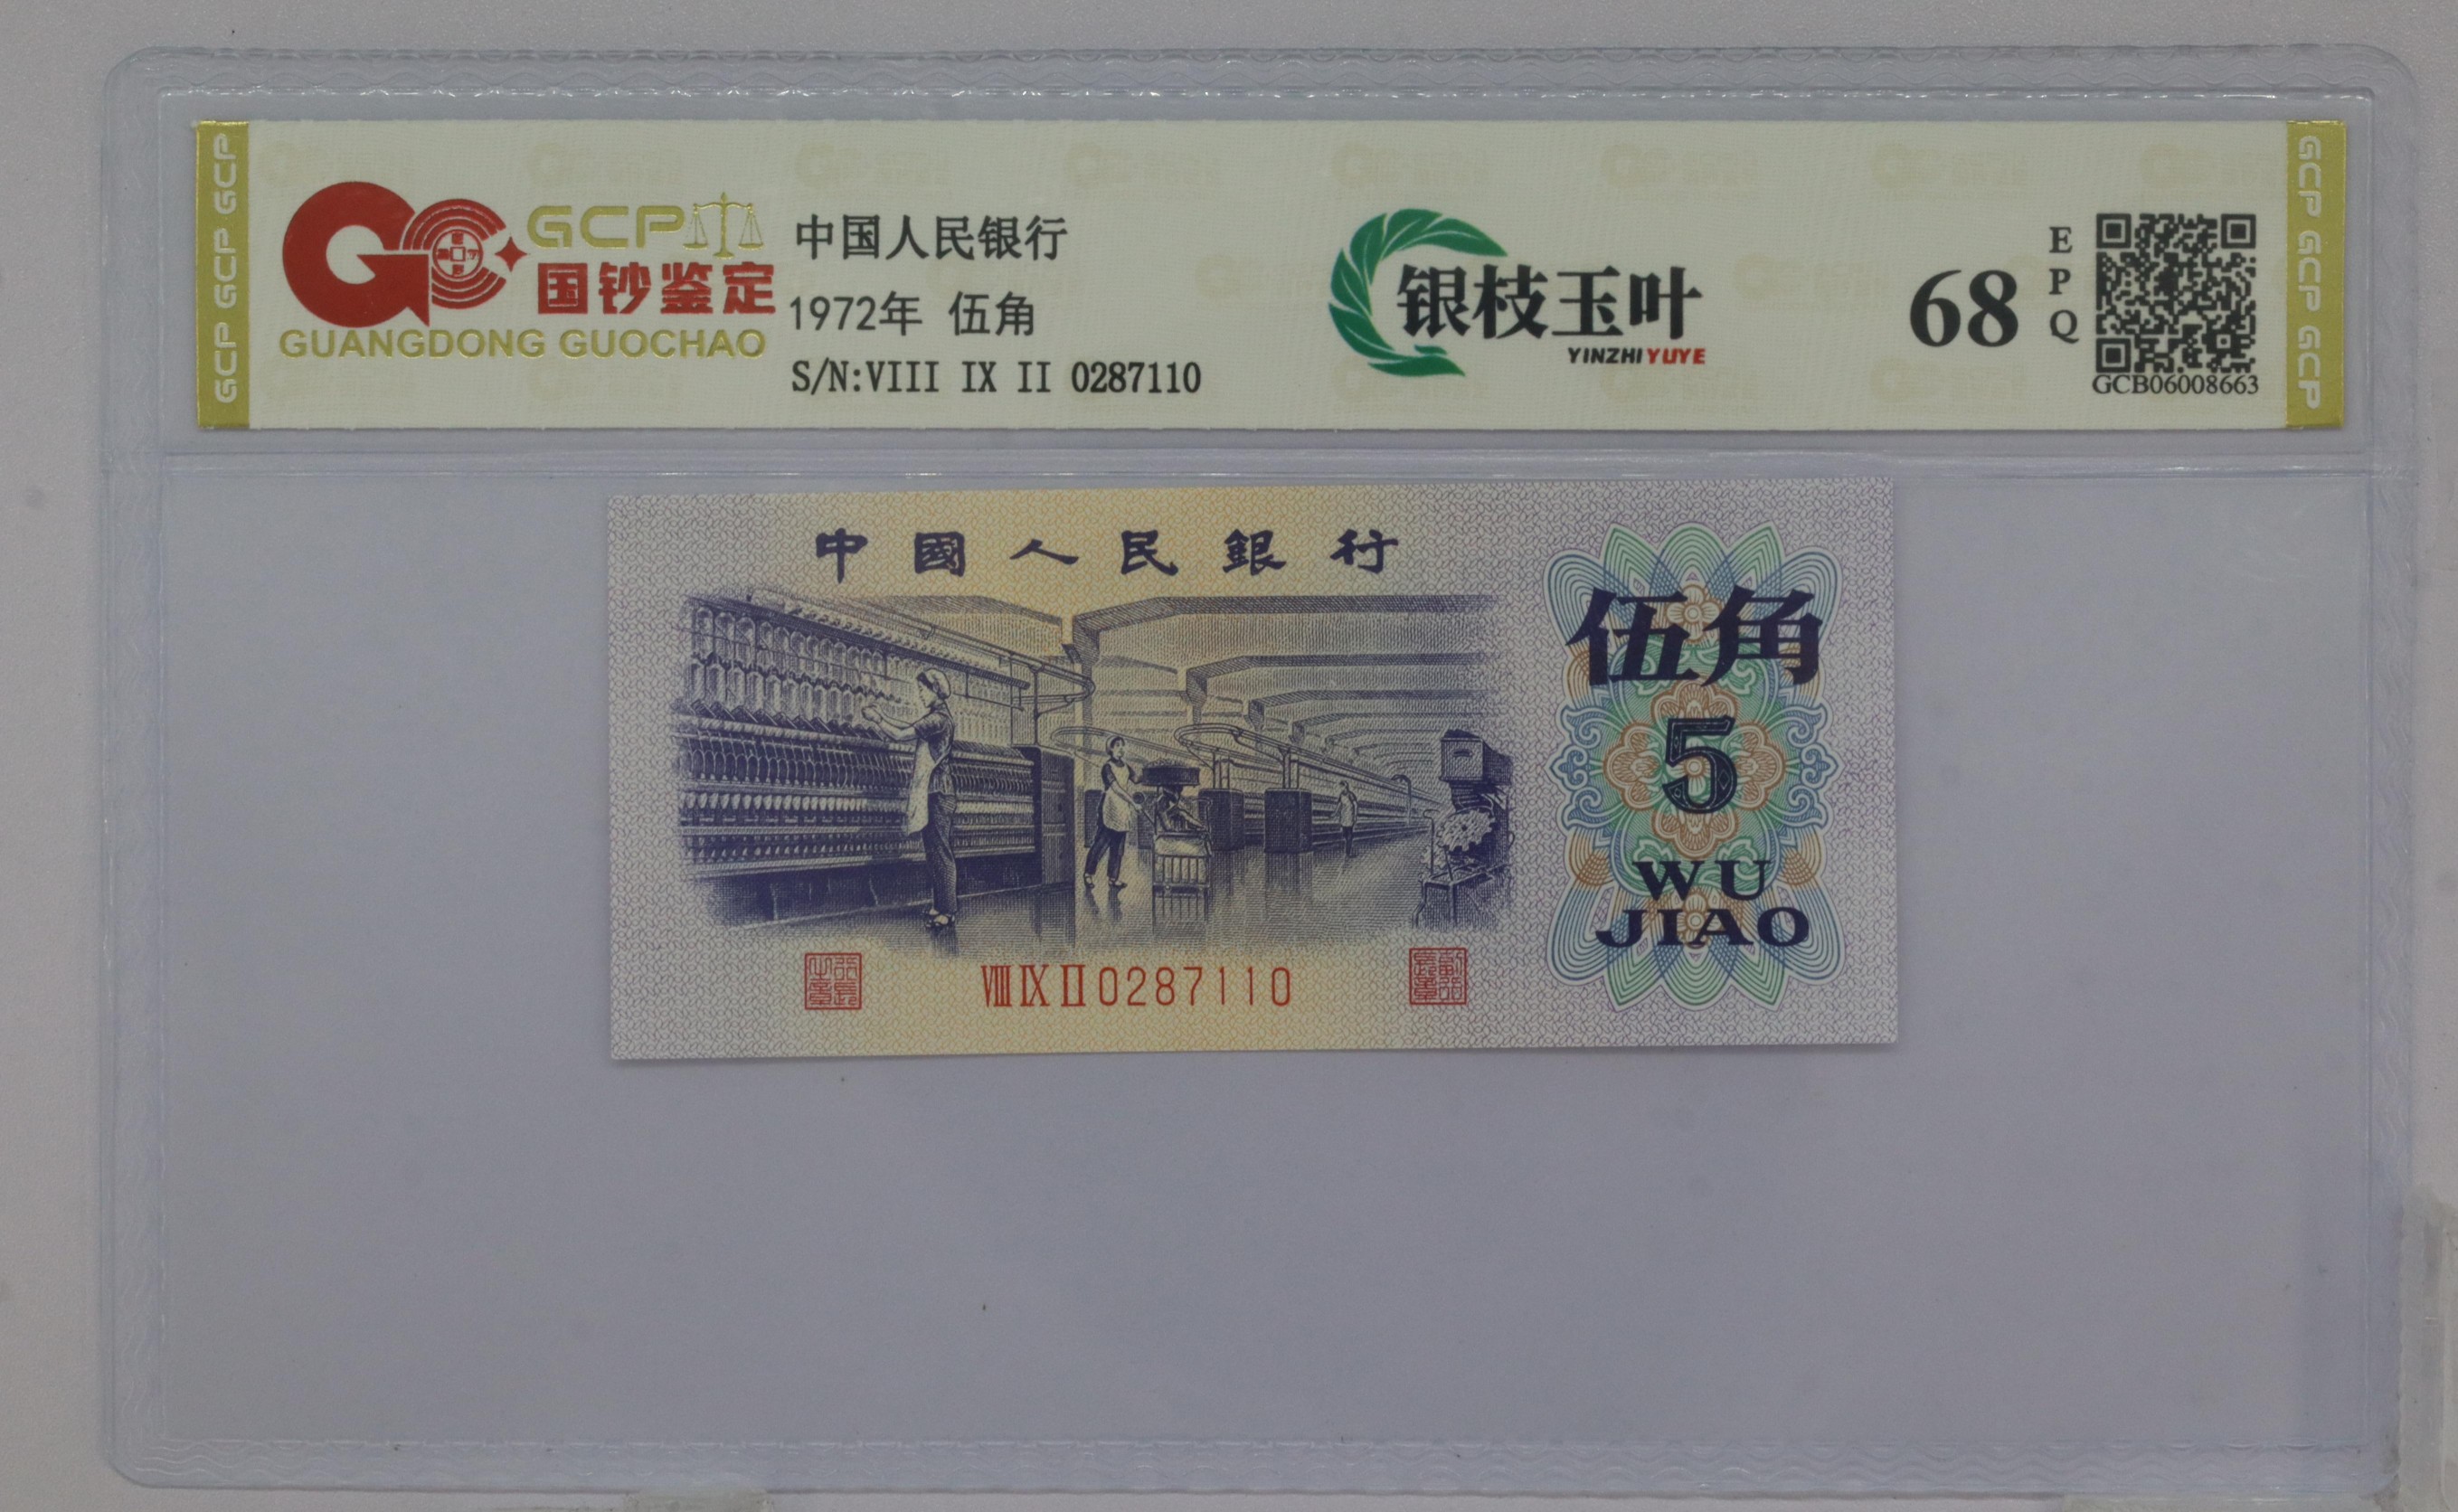 GCP GCP GCP
GCP
国钞鉴定
GUANGDONG GUOCHAO
中国人民银行
1972年 伍角
S/N:VIII IX II 0287110
银枝玉叶
YINZHI YUYE
68
EPQ
GCB06008663
GCP GCP GCP
中國人民銀行
伍角
5
WU
JIAO
VIII IX II 0287110